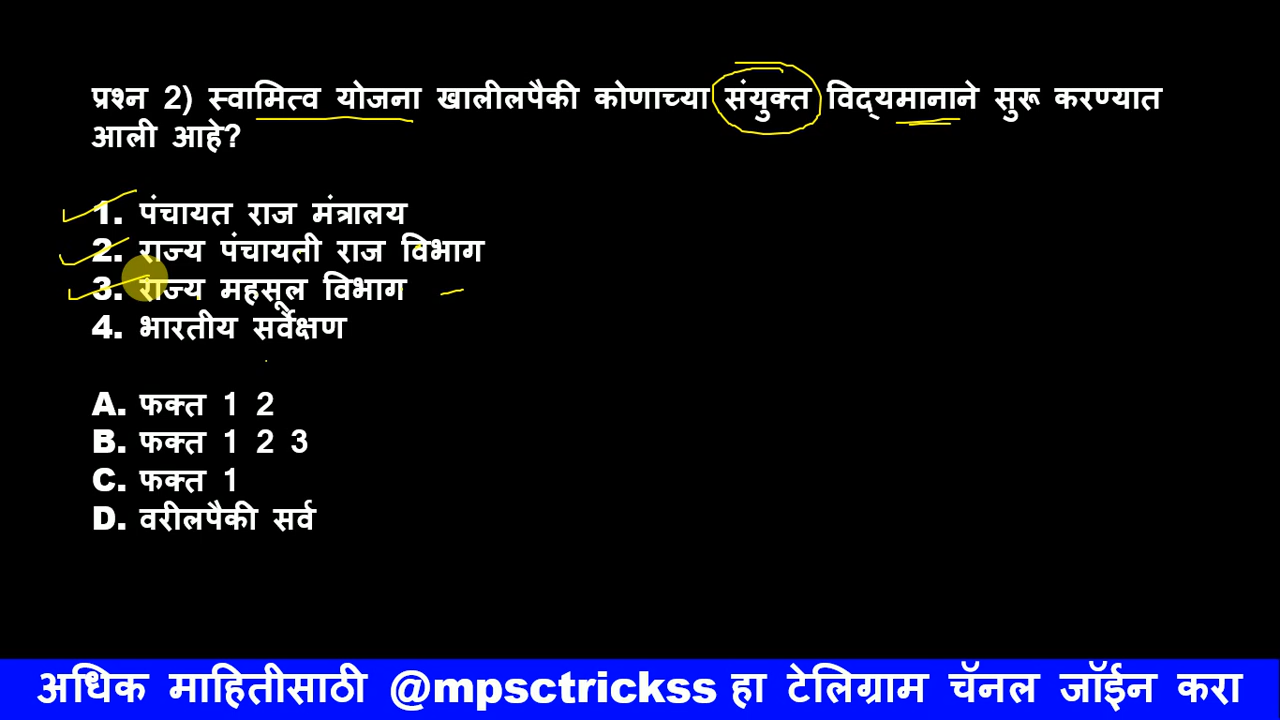 प्रश्न 2) स्वामित्व योजना खालीलपैकी कोणाच्या संयुक्त विद्यमानाने सुरू करण्यात
आली आहे?
1. पंचायत राज मंत्रालय
2. राज्य पंचायती राज विभाग
3. राज्य महसूल विभाग
4. भारतीय सर्वेक्षण
A. फक्त 1 2
B. फक्त 1 2 3
C. फक्त 1
D. वरीलपैकी सर्व
अधिक माहितीसाठी @mpsctrickss हा टेलिग्राम चॅनल जॉईन करा